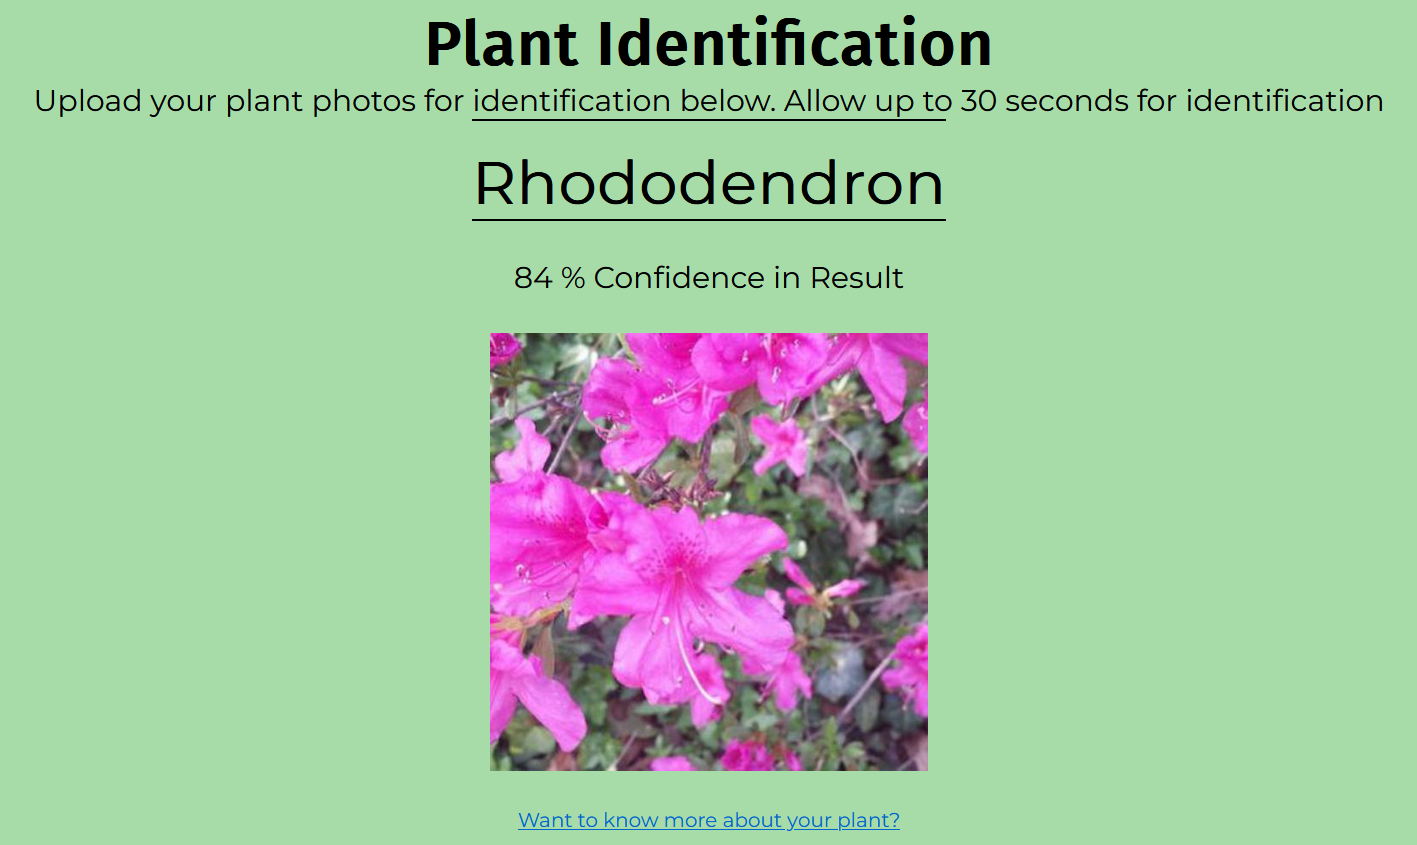 Plant Identification
Upload your plant photos for identification below. Allow up to 30 seconds for identification
Rhododendron
84 % Confidence in Result
Want to know more about your plant?